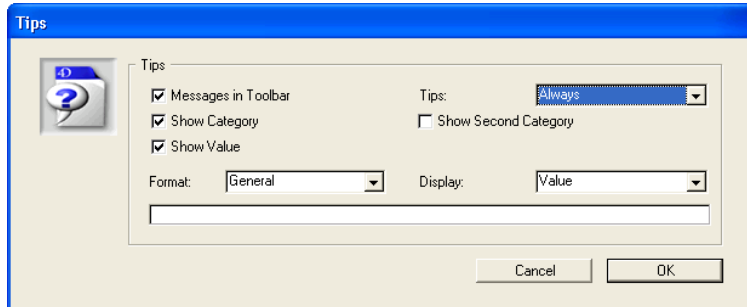 Tips
4D
Tips
Messages in Toolbar
Tips: Always
Show Category
Show Second Category
Show Value
Format: General
Display: Value
Cancel
OK